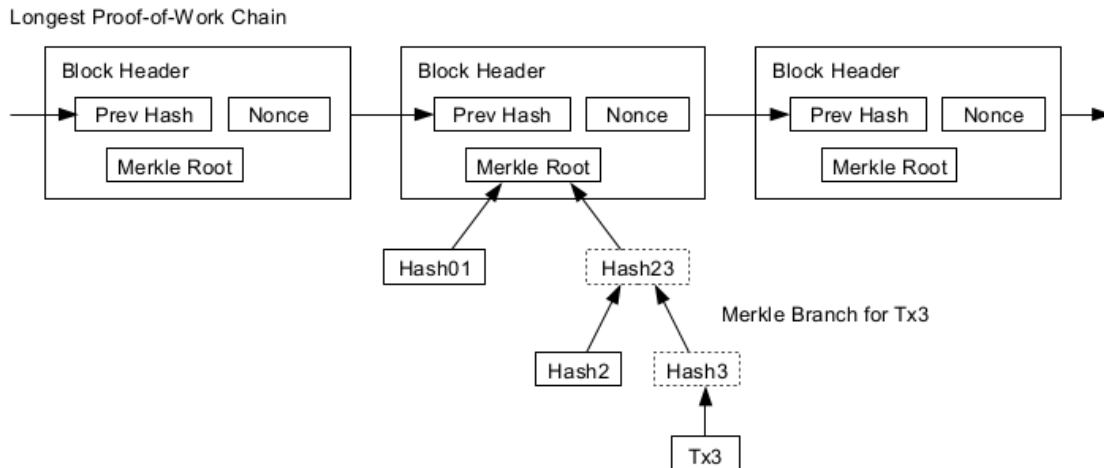 Longest Proof-of-Work Chain
Block Header
Block Header
Block Header
Prev Hash
Nonce
Prev Hash
Nonce
Prev Hash
Nonce
Merkle Root
Merkle Root
Merkle Root
Hash01
Hash23
Merkle Branch for Tx3
Hash2
Hash3
Tx3